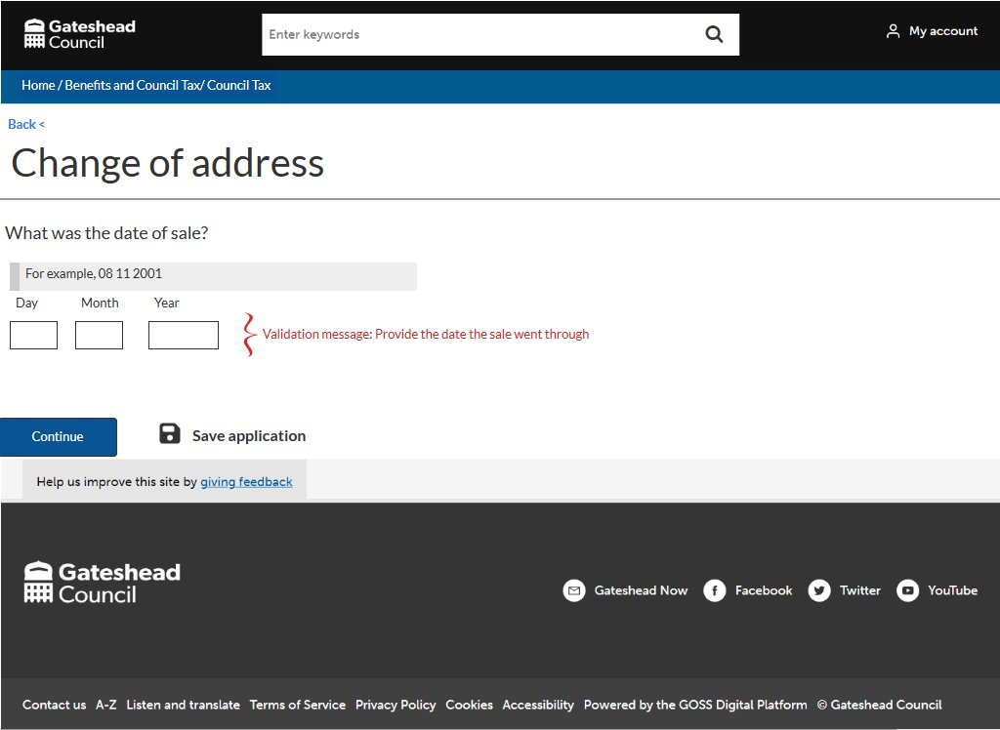 Gateshead
Council
Enter keywords
My account
Home / Benefits and Council Tax/ Council Tax
Back <
Change of address
What was the date of sale?
For example, 08 11 2001
Day Month Year
Validation message: Provide the date the sale went through
Continue
Save application
Help us improve this site by giving feedback
Gateshead
Council
Gateshead Now Facebook Twitter YouTube
Contact us A-Z Listen and translate Terms of Service Privacy Policy Cookies Accessibility Powered by the GOSS Digital Platform © Gateshead Council